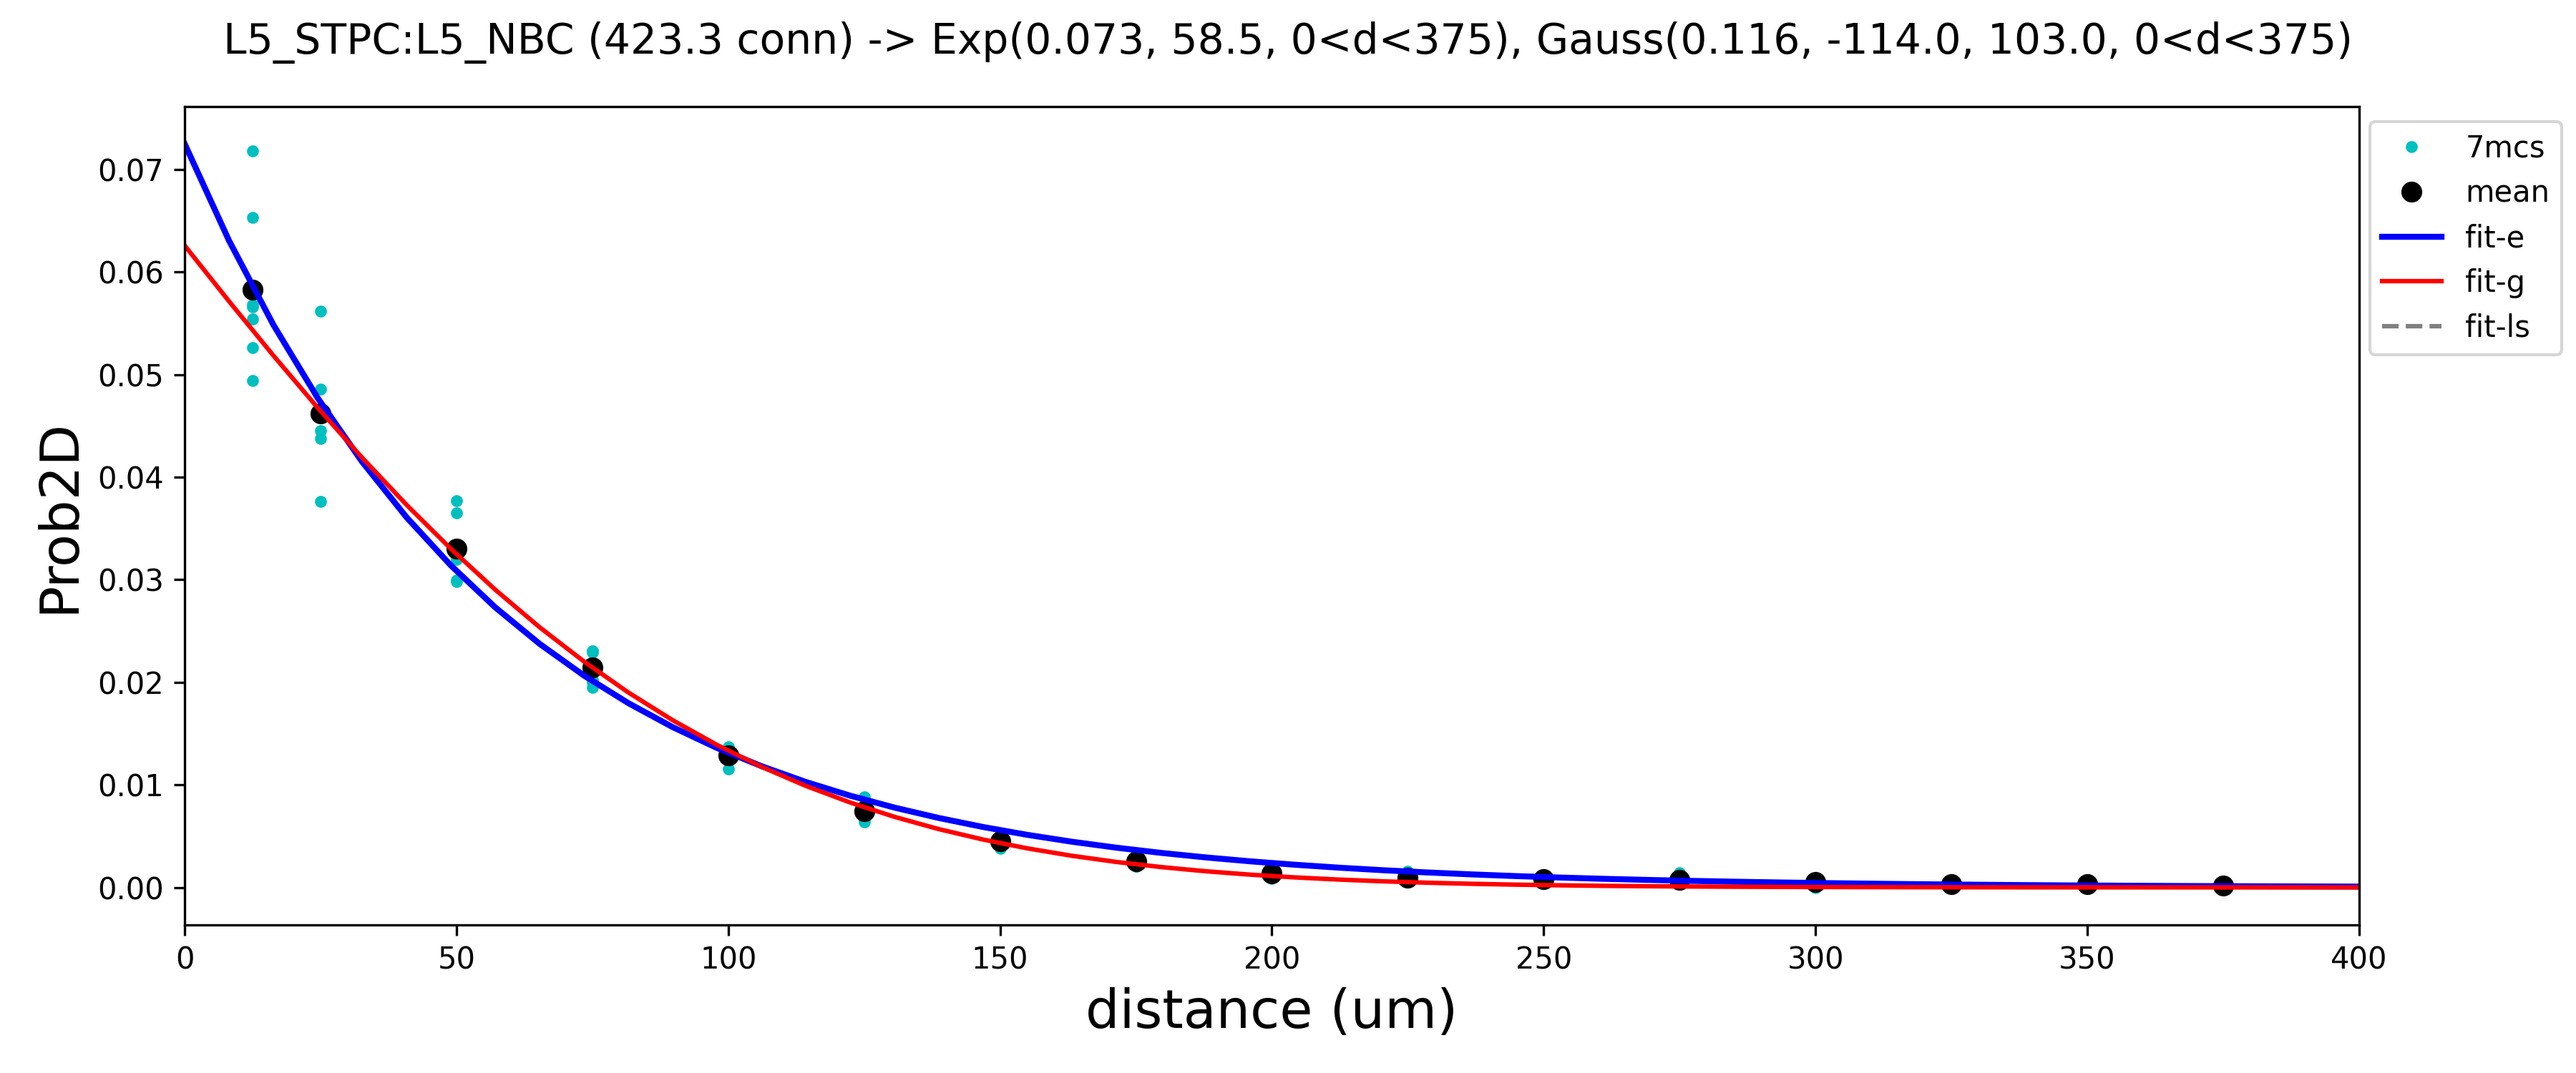 L5_STPC:L5_NBC (423.3 conn) -> Exp(0.073, 58.5, 0<d<375), Gauss(0.116, -114.0, 103.0, 0<d<375)
7mcs
mean
fit-e
fit-g
fit-ls
Prob2D
0.07
0.06
0.05
0.04
0.03
0.02
0.01
0.00
0 50 100 150 200 250 300 350 400
distance (um)